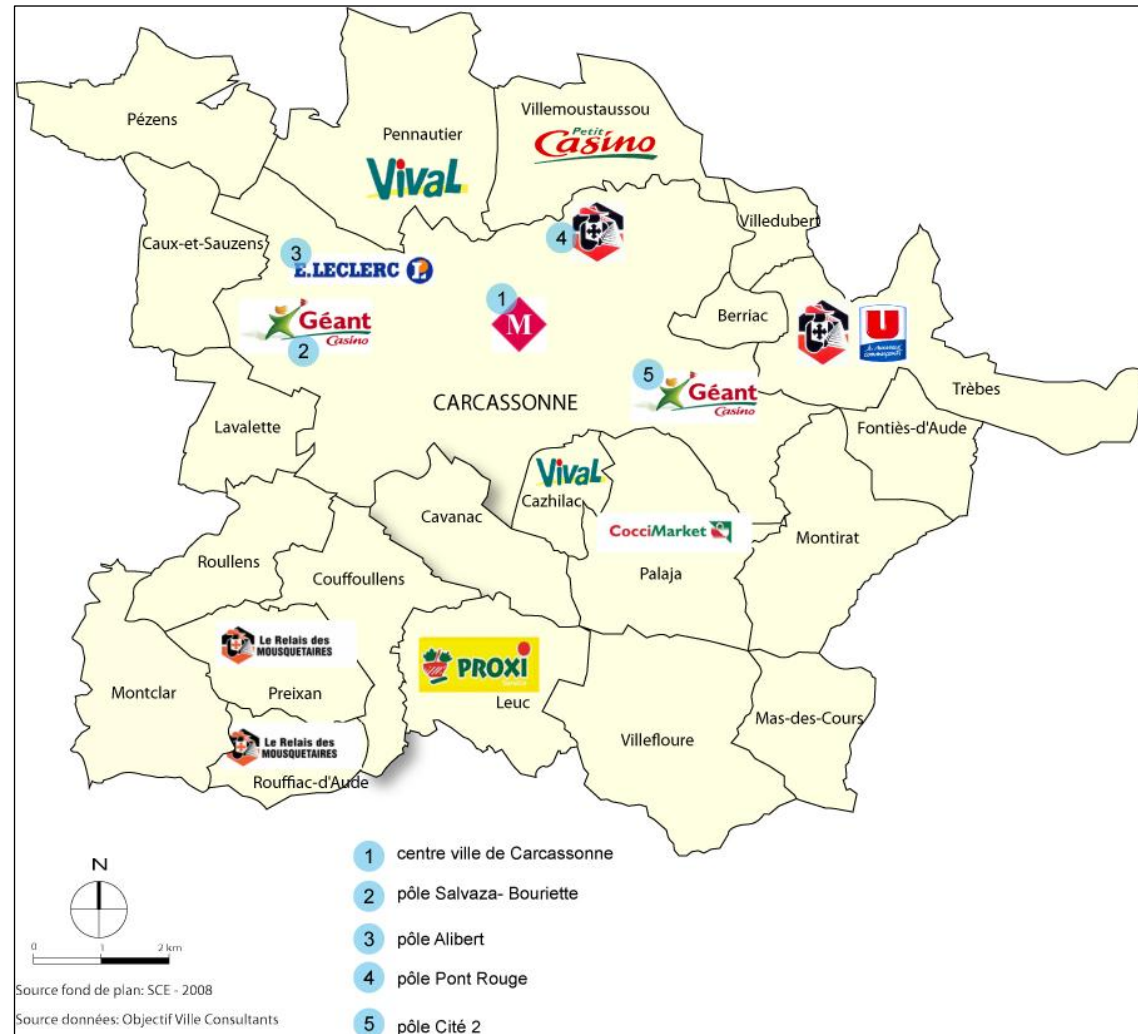 Pézens
Pennautier
Vival
Villemoustaussou
Petit
Casino
Caux-et-Sauzens
Villedubert
3
E.LECLERC L
4
1
M
Géant
Casino
2
Berriac
U
5
Géant
Casino
Trèbes
CARCASSONNE
Lavalette
Fontiès-d'Aude
Vival
Cazhilac
Cavanac
CocciMarket
Montirat
Palaja
Roullens
Couffoullens
Le Relais des
MOUSQUETAIRES
Preixan
PROXI
Leuc
Montclar
Mas-des-Cours
Villefloure
Le Relais des
MOUSQUETAIRES
Rouffiac-d'Aude
N
0 1 2 km
Source fond de plan: SCE - 2008
Source données: Objectif Ville Consultants
1 centre ville de Carcassonne
2 pôle Salvaza- Bouriette
3 pôle Alibert
4 pôle Pont Rouge
5 pôle Cité 2